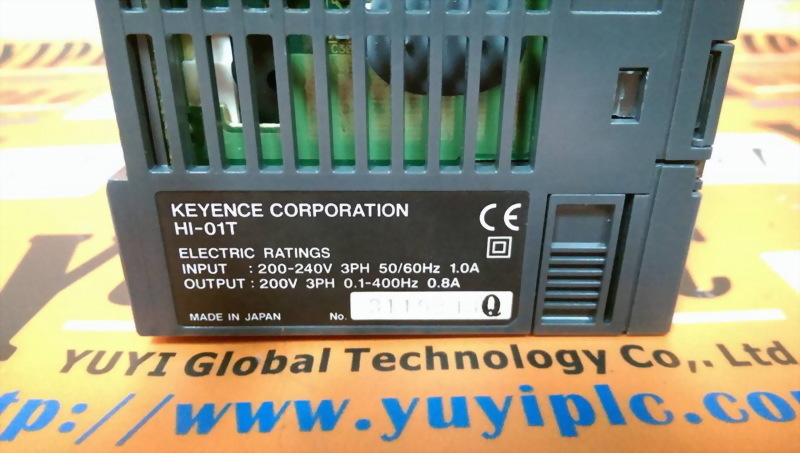 KEYENCE CORPORATION
HI-01T
CE
ELECTRIC RATINGS
INPUT : 200-240V 3PH 50/60Hz 1.0A
OUTPUT : 200V 3PH 0.1-400Hz 0.8A
MADE IN JAPAN No. Q
YUYI Global Technology Co,. Ltd
www.yuyiplc.co